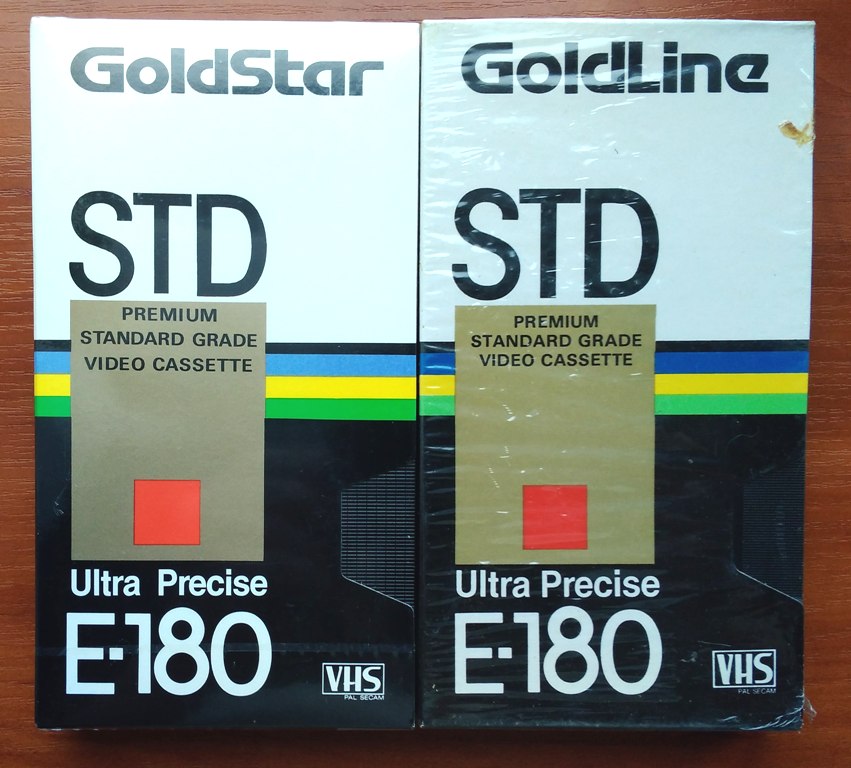 GoldStar
STD
PREMIUM
STANDARD GRADE
VIDEO CASSETTE
Ultra Precise
E-180
VHS
PAL SECAM
GoldLine
STD
PREMIUM
STANDARD GRADE
VIDEO CASSETTE
Ultra Precise
E-180
VHS
PAL SECAM